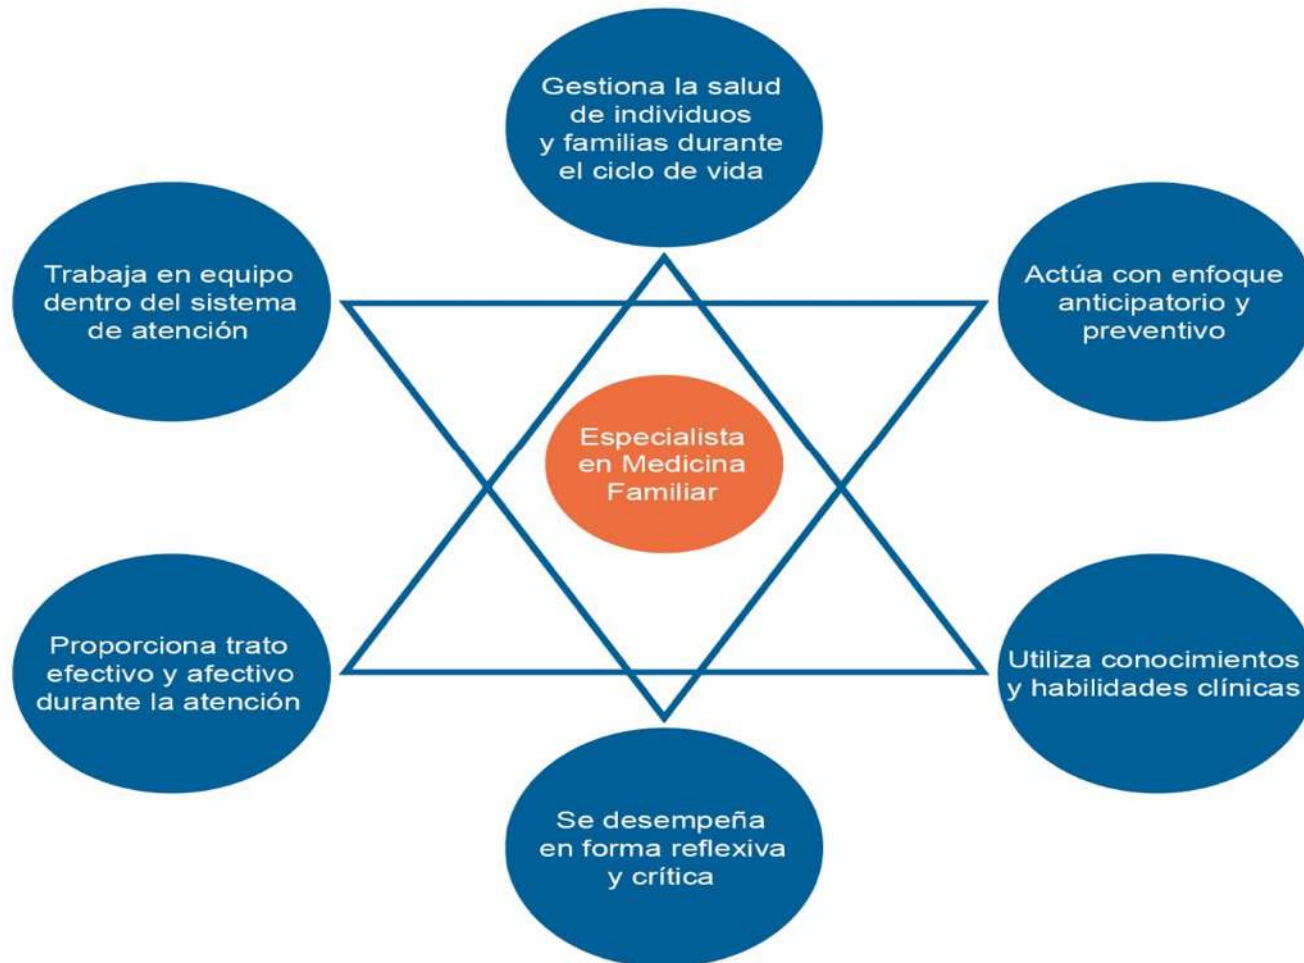 Gestiona la salud
de individuos
y familias durante
el ciclo de vida
Trabaja en equipo
dentro del sistema
de atención
Actúa con enfoque
anticipatorio y
preventivo
Especialista
en Medicina
Familiar
Proporciona trato
efectivo y afectivo
durante la atención
Utiliza conocimientos
y habilidades clínicas
Se desempeña
en forma reflexiva
y crítica